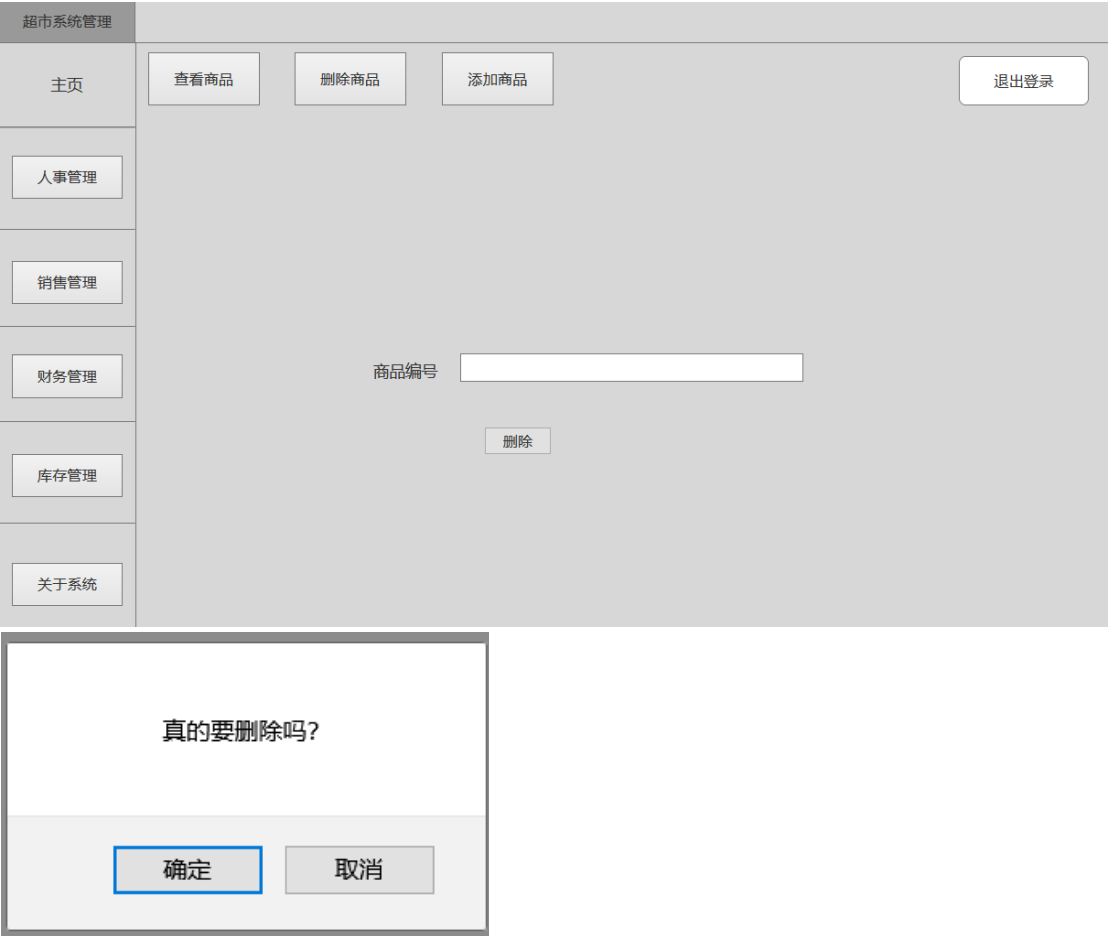 超市系统管理
主页
查看商品
删除商品
添加商品
退出登录
人事管理
销售管理
财务管理
库存管理
关于系统
商品编号
删除
真的要删除吗?
确定
取消